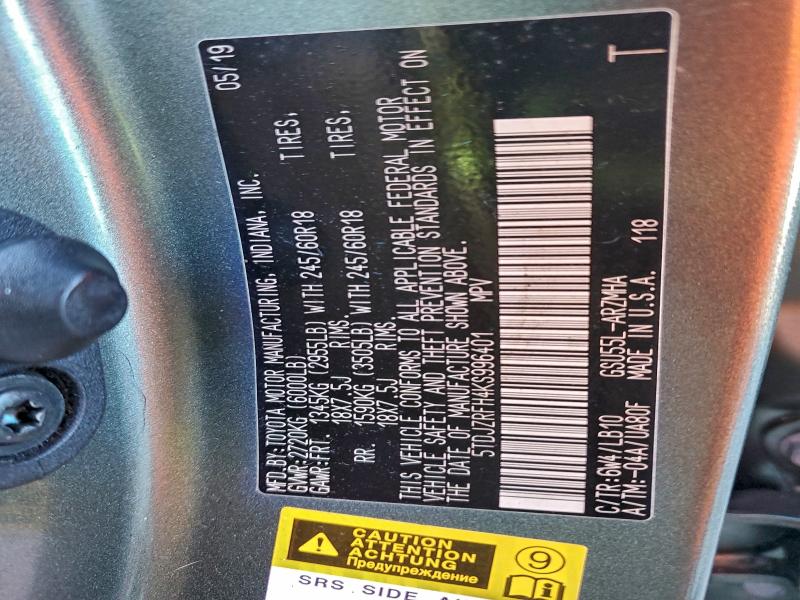 MFD.BY:TOYOTA MOTOR MANUFACTURING, INDIANA, INC. 05/19
GVWR:2720KG (6000LB)
GAWR:FRT. 1345KG (2955LB) WITH 245/60R18 TIRES,
18X7.5J RIMS
RR. 1590KG (3505LB) WITH 245/60R18 TIRES,
18X7.5J RIMS
THIS VEHICLE CONFORMS TO ALL APPLICABLE FEDERAL MOTOR
VEHICLE SAFETY AND THEFT PREVENTION STANDARDS IN EFFECT ON
THE DATE OF MANUFACTURE SHOWN ABOVE.
5TDJZRFH4KS996401 MPV
C/TR:6W4/LB10 GSU55L-ARZMHA T
A/TM:-04A/UA80F MADE IN U.S.A. 118
CAUTION
ATTENTION
ACHTUNG
Предупреждение
9
SRS SIDE